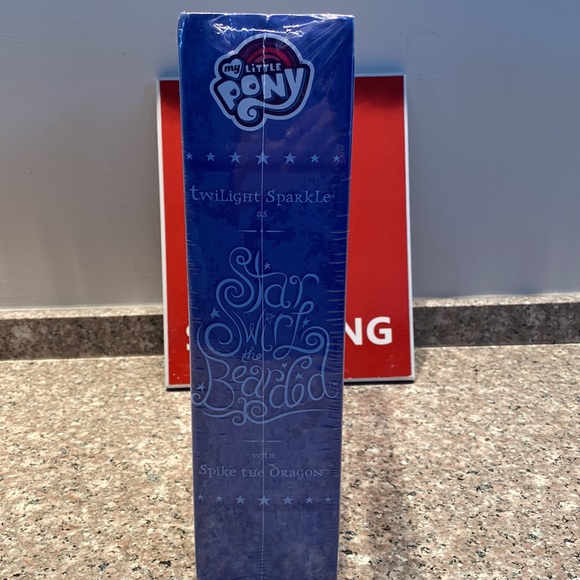 my LITTLE
PONY
twilight Sparkle
as
Star
Swirl
the
Bearded
with
Spike the Dragon
S NG